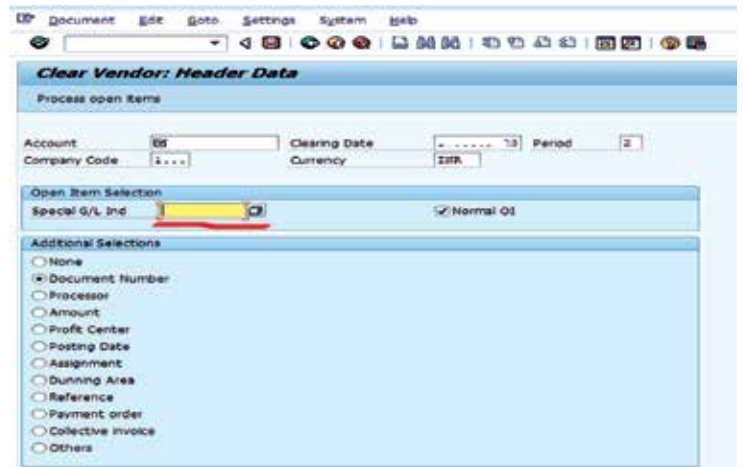 Document Edit Goto Settings System Help
Clear Vendor: Header Data
Process open items
Account Clearing Date Period 2
Company Code Currency
Open Item Selection
Special G/L Ind Normal OI
Additional Selections
None
Document Number
Processor
Amount
Profit Center
Posting Date
Assignment
Dunning Area
Reference
Payment order
Collective invoice
Others